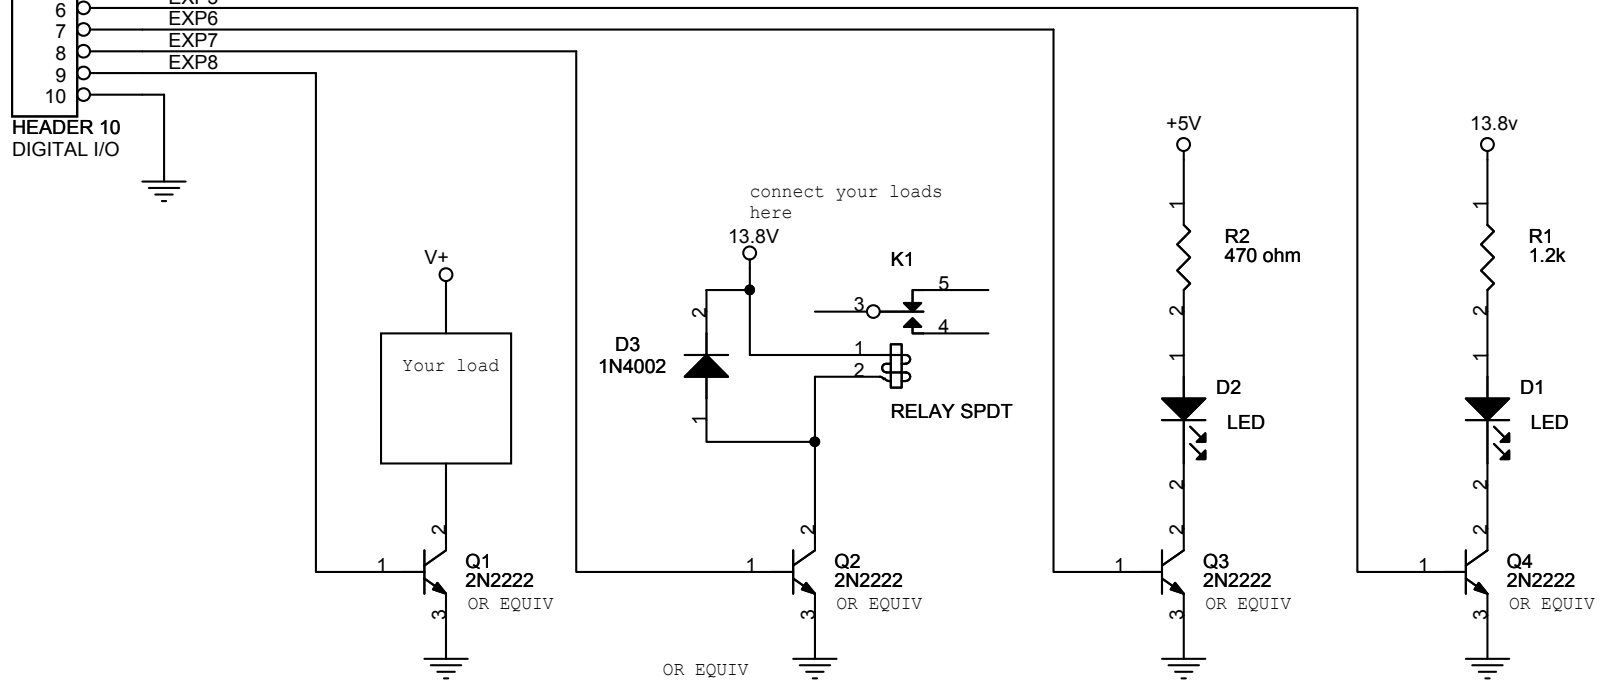 6
EXP6
7
EXP7
8
EXP8
9
10
HEADER 10
DIGITAL I/O
V+
Your load
2
1
Q1
2N2222
OR EQUIV
3
connect your loads
here
13.8V
2
D3
1N4002
1
K1
5
3
4
1
2
RELAY SPDT
2
1
Q2
2N2222
OR EQUIV
3
OR EQUIV
+5V
1
R2
470 ohm
2
1
D2
LED
2
2
1
Q3
2N2222
OR EQUIV
3
13.8v
1
R1
1.2k
2
1
D1
LED
2
2
1
Q4
2N2222
OR EQUIV
3